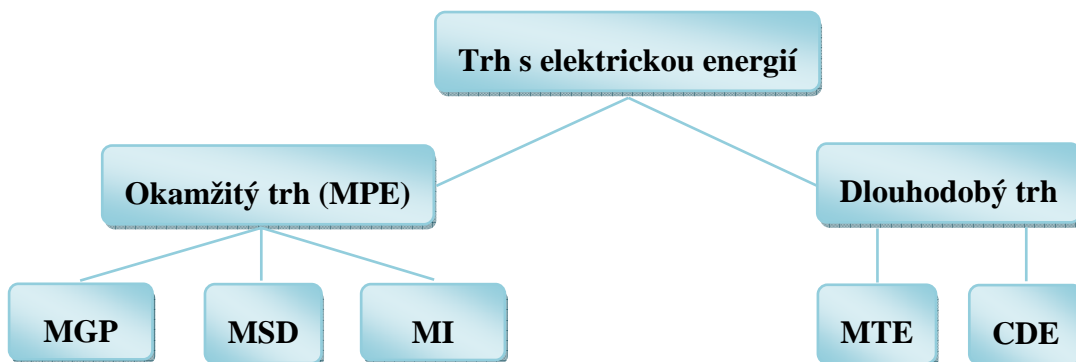 Trh s elektrickou energií
Okamžitý trh (MPE)
Dlouhodobý trh
MGP
MSD
MI
MTE
CDE